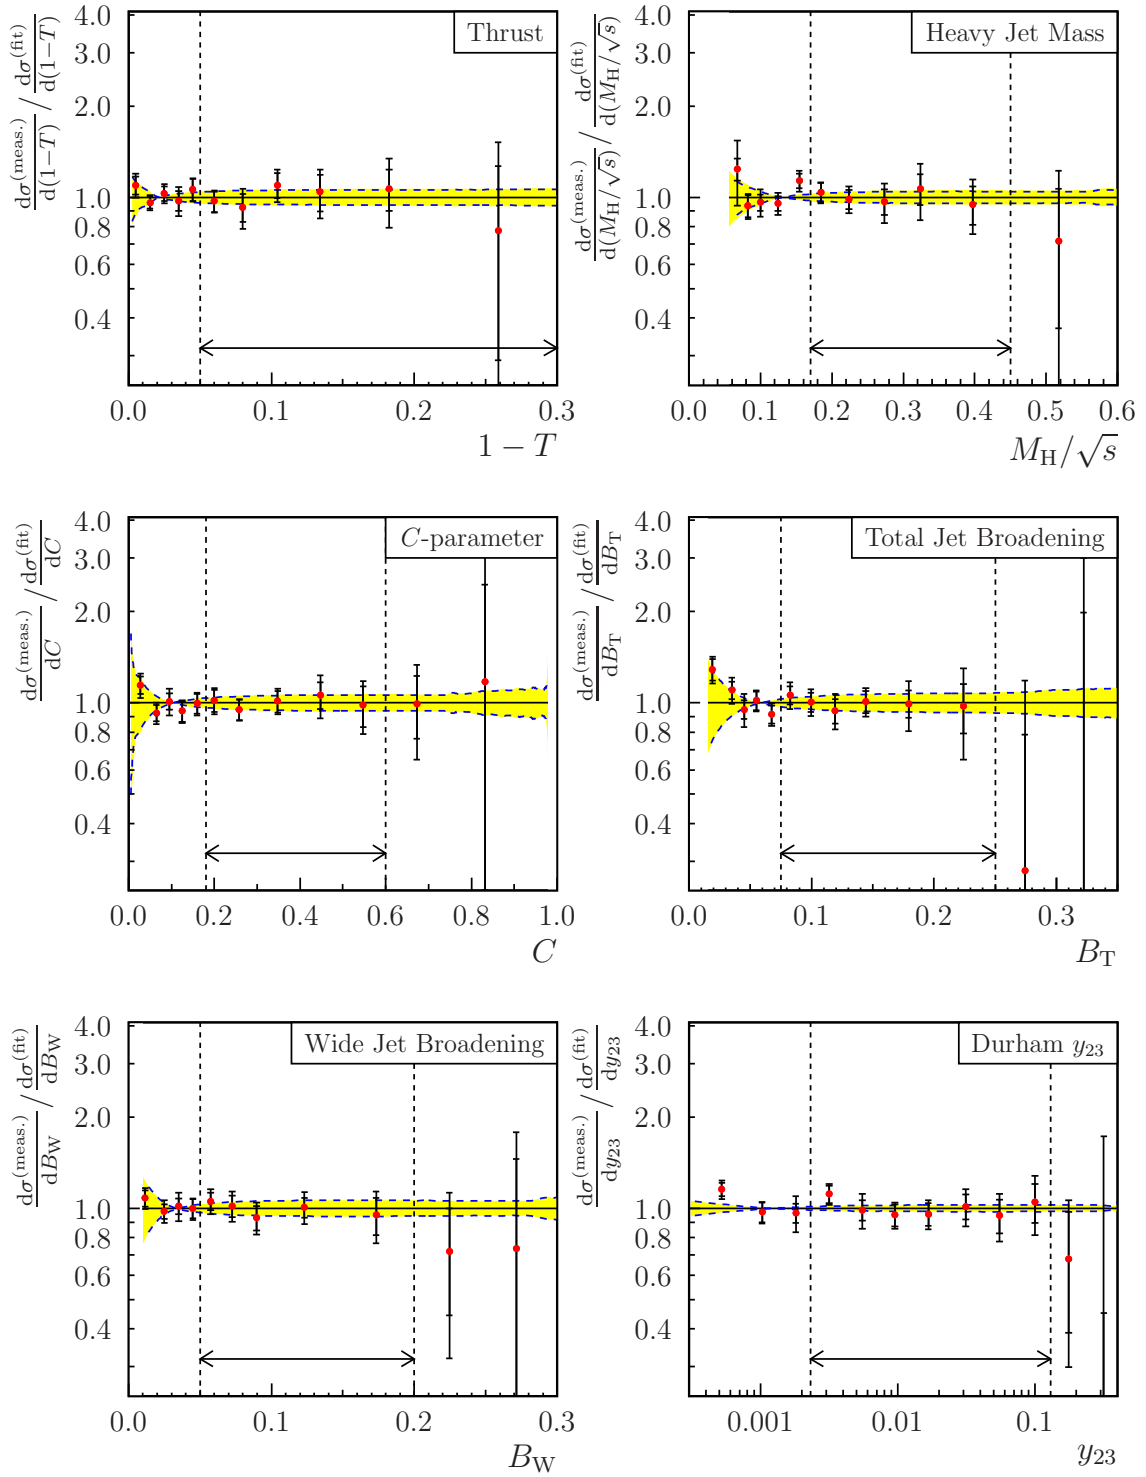 Thrust
dσ^(meas.)/d(1−T) / dσ^(fit)/d(1−T)
4.0
3.0
2.0
1.0
0.8
0.6
0.4
0.0 0.1 0.2 0.3
1 − T
Heavy Jet Mass
dσ^(meas.)/d(M_H/√s) / dσ^(fit)/d(M_H/√s)
4.0
3.0
2.0
1.0
0.8
0.6
0.4
0.0 0.1 0.2 0.3 0.4 0.5 0.6
M_H/√s
C-parameter
dσ^(meas.)/dC / dσ^(fit)/dC
4.0
3.0
2.0
1.0
0.8
0.6
0.4
0.0 0.2 0.4 0.6 0.8 1.0
C
Total Jet Broadening
dσ^(meas.)/dB_T / dσ^(fit)/dB_T
4.0
3.0
2.0
1.0
0.8
0.6
0.4
0.0 0.1 0.2 0.3
B_T
Wide Jet Broadening
dσ^(meas.)/dB_W / dσ^(fit)/dB_W
4.0
3.0
2.0
1.0
0.8
0.6
0.4
0.0 0.1 0.2 0.3
B_W
Durham y_23
dσ^(meas.)/dy_23 / dσ^(fit)/dy_23
4.0
3.0
2.0
1.0
0.8
0.6
0.4
0.001 0.01 0.1
y_23